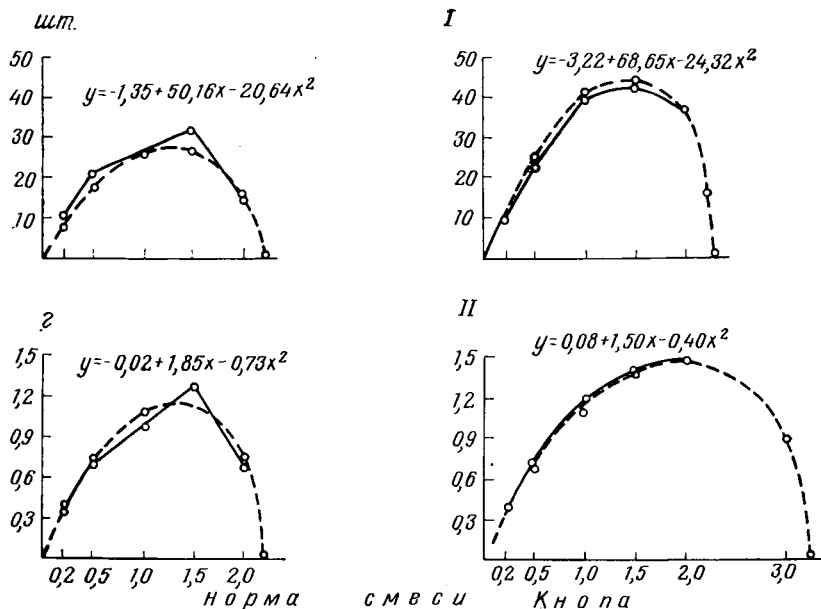 шт. I
50
40
30
20
10
y=-1,35+50,16x-20,64x²
50
40
30
20
10
y=-3,22+68,65x-24,32x²
г II
1,5
1,2
0,9
0,6
0,3
y=-0,02+1,85x-0,73x²
1,5
1,2
0,9
0,6
0,3
y=0,08+1,50x-0,40x²
0,2 0,5 1,0 1,5 2,0 0,2 0,5 1,0 1,5 2,0 3,0
норма смеси Кнопа